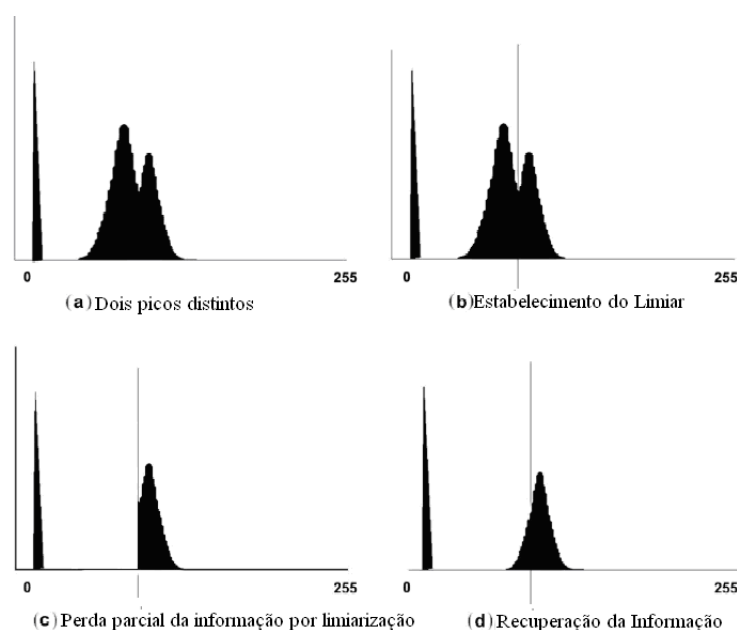 0 255
(a) Dois picos distintos
0 255
(b) Estabelecimento do Limiar
0 255
(c) Perda parcial da informação por limiarização
0 255
(d) Recuperação da Informação